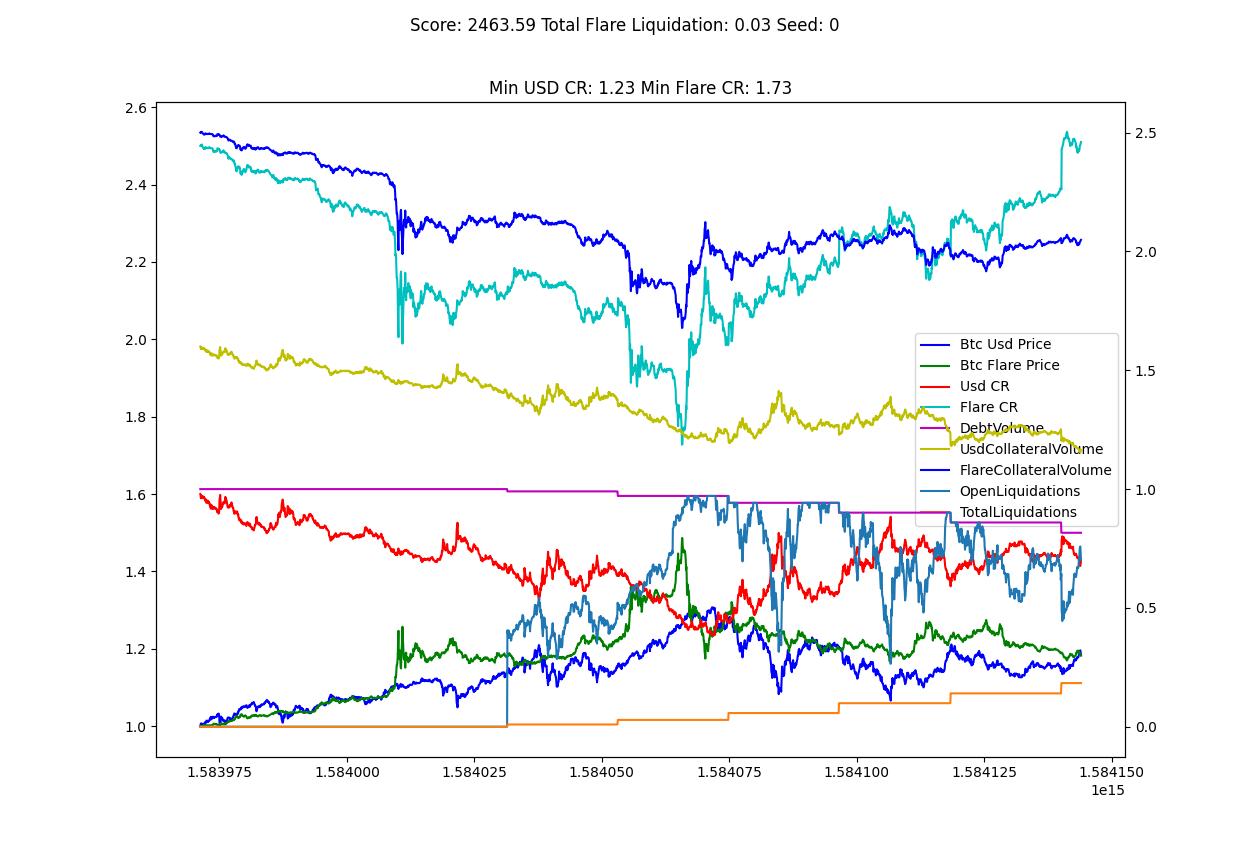 Score: 2463.59 Total Flare Liquidation: 0.03 Seed: 0
Min USD CR: 1.23 Min Flare CR: 1.73
2.6
2.4
2.2
2.0
1.8
1.6
1.4
1.2
1.0
2.5
2.0
1.5
1.0
0.5
0.0
Btc Usd Price
Btc Flare Price
Usd CR
Flare CR
DebtVolume
UsdCollateralVolume
FlareCollateralVolume
OpenLiquidations
TotalLiquidations
1.583975
1.584000
1.584025
1.584050
1.584075
1.584100
1.584125
1.584150
1e15